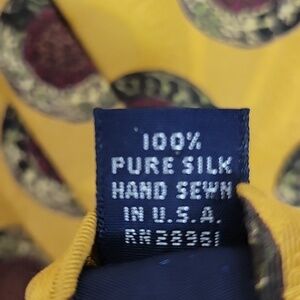 100%
PURE SILK
HAND SEWN
IN U.S.A.
RN28961